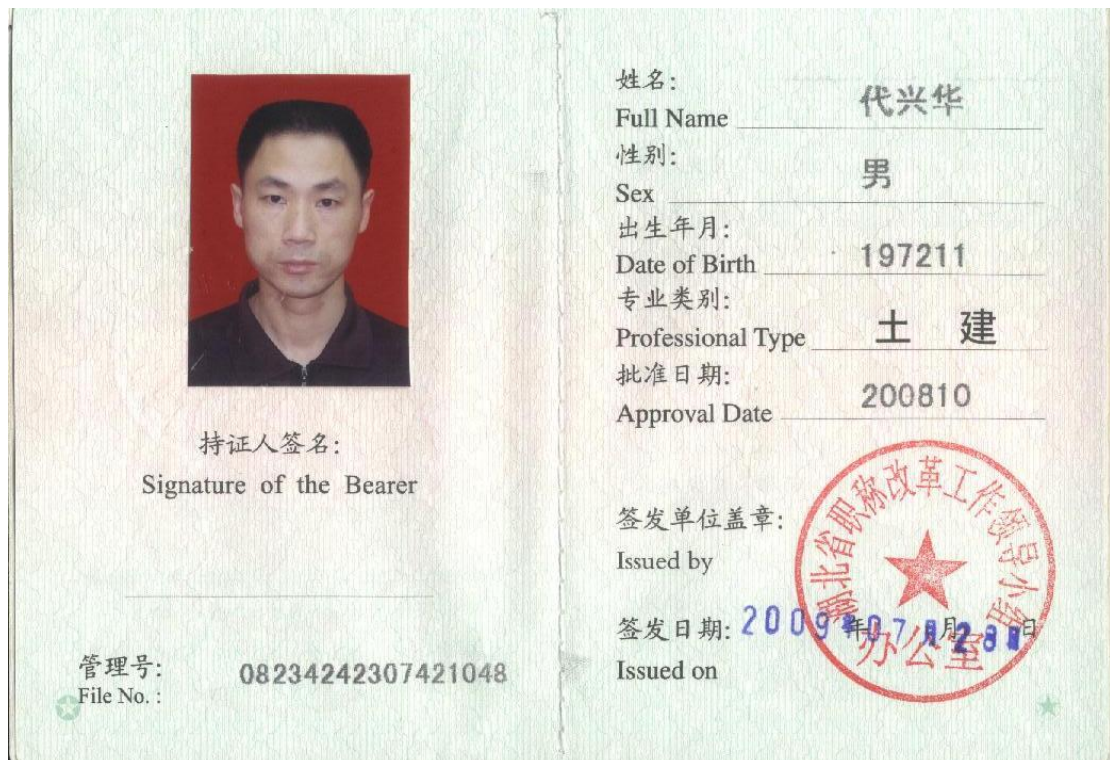 持证人签名:
Signature of the Bearer
管理号:
File No. :
08234242307421048
姓名:
Full Name 代兴华
性别:
Sex 男
出生年月:
Date of Birth 197211
专业类别:
Professional Type 土 建
批准日期:
Approval Date 200810
签发单位盖章:
Issued by
湖北省职称改革工作领导小组
办公室
签发日期: 2009年07月 日
Issued on